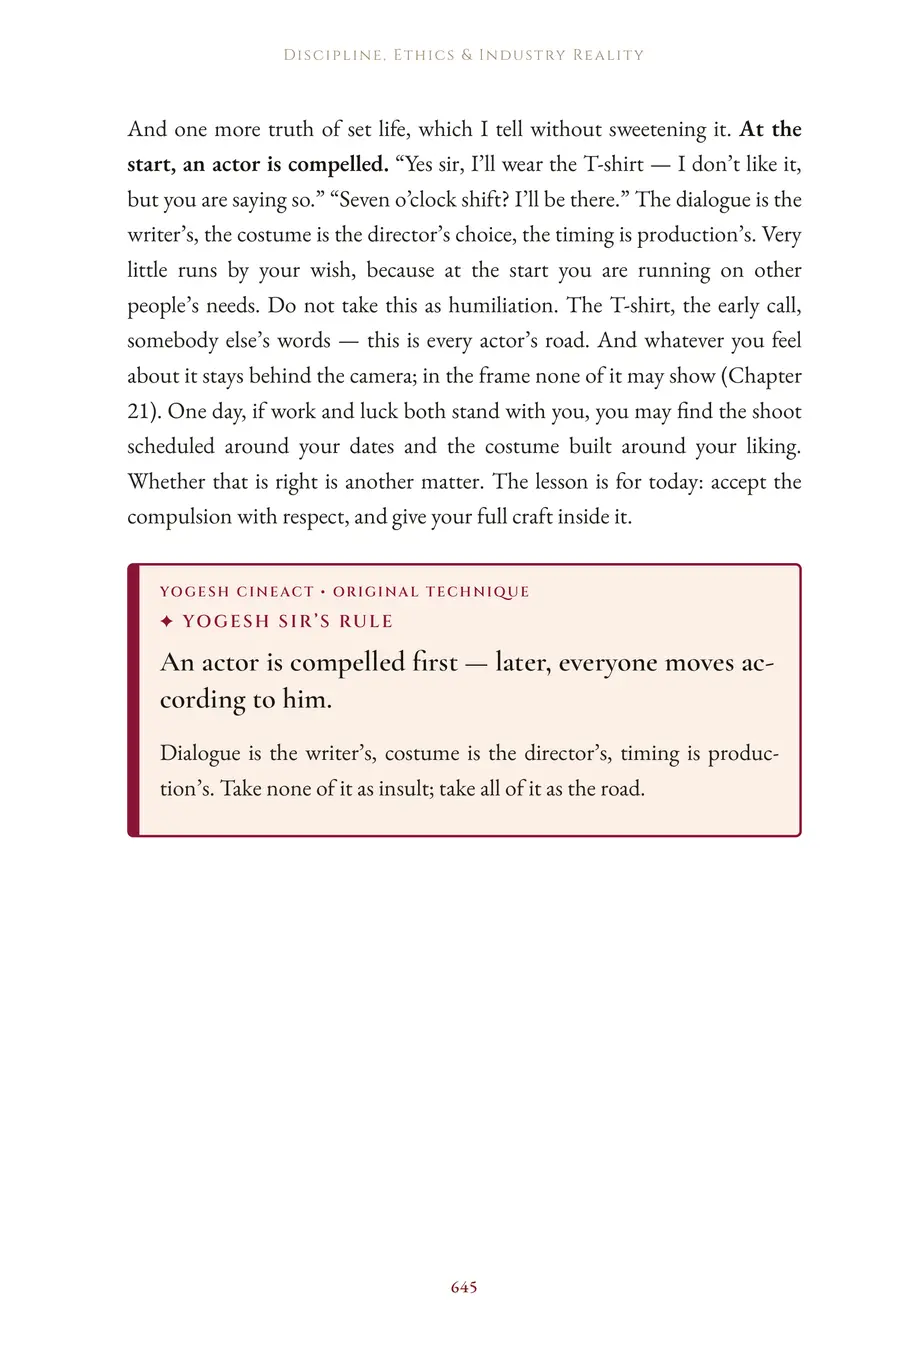 Discipline, Ethics & Industry Reality
And one more truth of set life, which I tell without sweetening it. At the
start, an actor is compelled. “Yes sir, I’ll wear the T-shirt — I don’t like it,
but you are saying so.” “Seven o’clock shift? I’ll be there.” The dialogue is the
writer’s, the costume is the director’s choice, the timing is production’s. Very
little runs by your wish, because at the start you are running on other
people’s needs. Do not take this as humiliation. The T-shirt, the early call,
somebody else’s words — this is every actor’s road. And whatever you feel
about it stays behind the camera; in the frame none of it may show (Chapter
21). One day, if work and luck both stand with you, you may find the shoot
scheduled around your dates and the costume built around your liking.
Whether that is right is another matter. The lesson is for today: accept the
compulsion with respect, and give your full craft inside it.
YOGESH CINEACT • ORIGINAL TECHNIQUE
✦ YOGESH SIR’S RULE
An actor is compelled first — later, everyone moves ac-
cording to him.
Dialogue is the writer’s, costume is the director’s, timing is produc-
tion’s. Take none of it as insult; take all of it as the road.
645